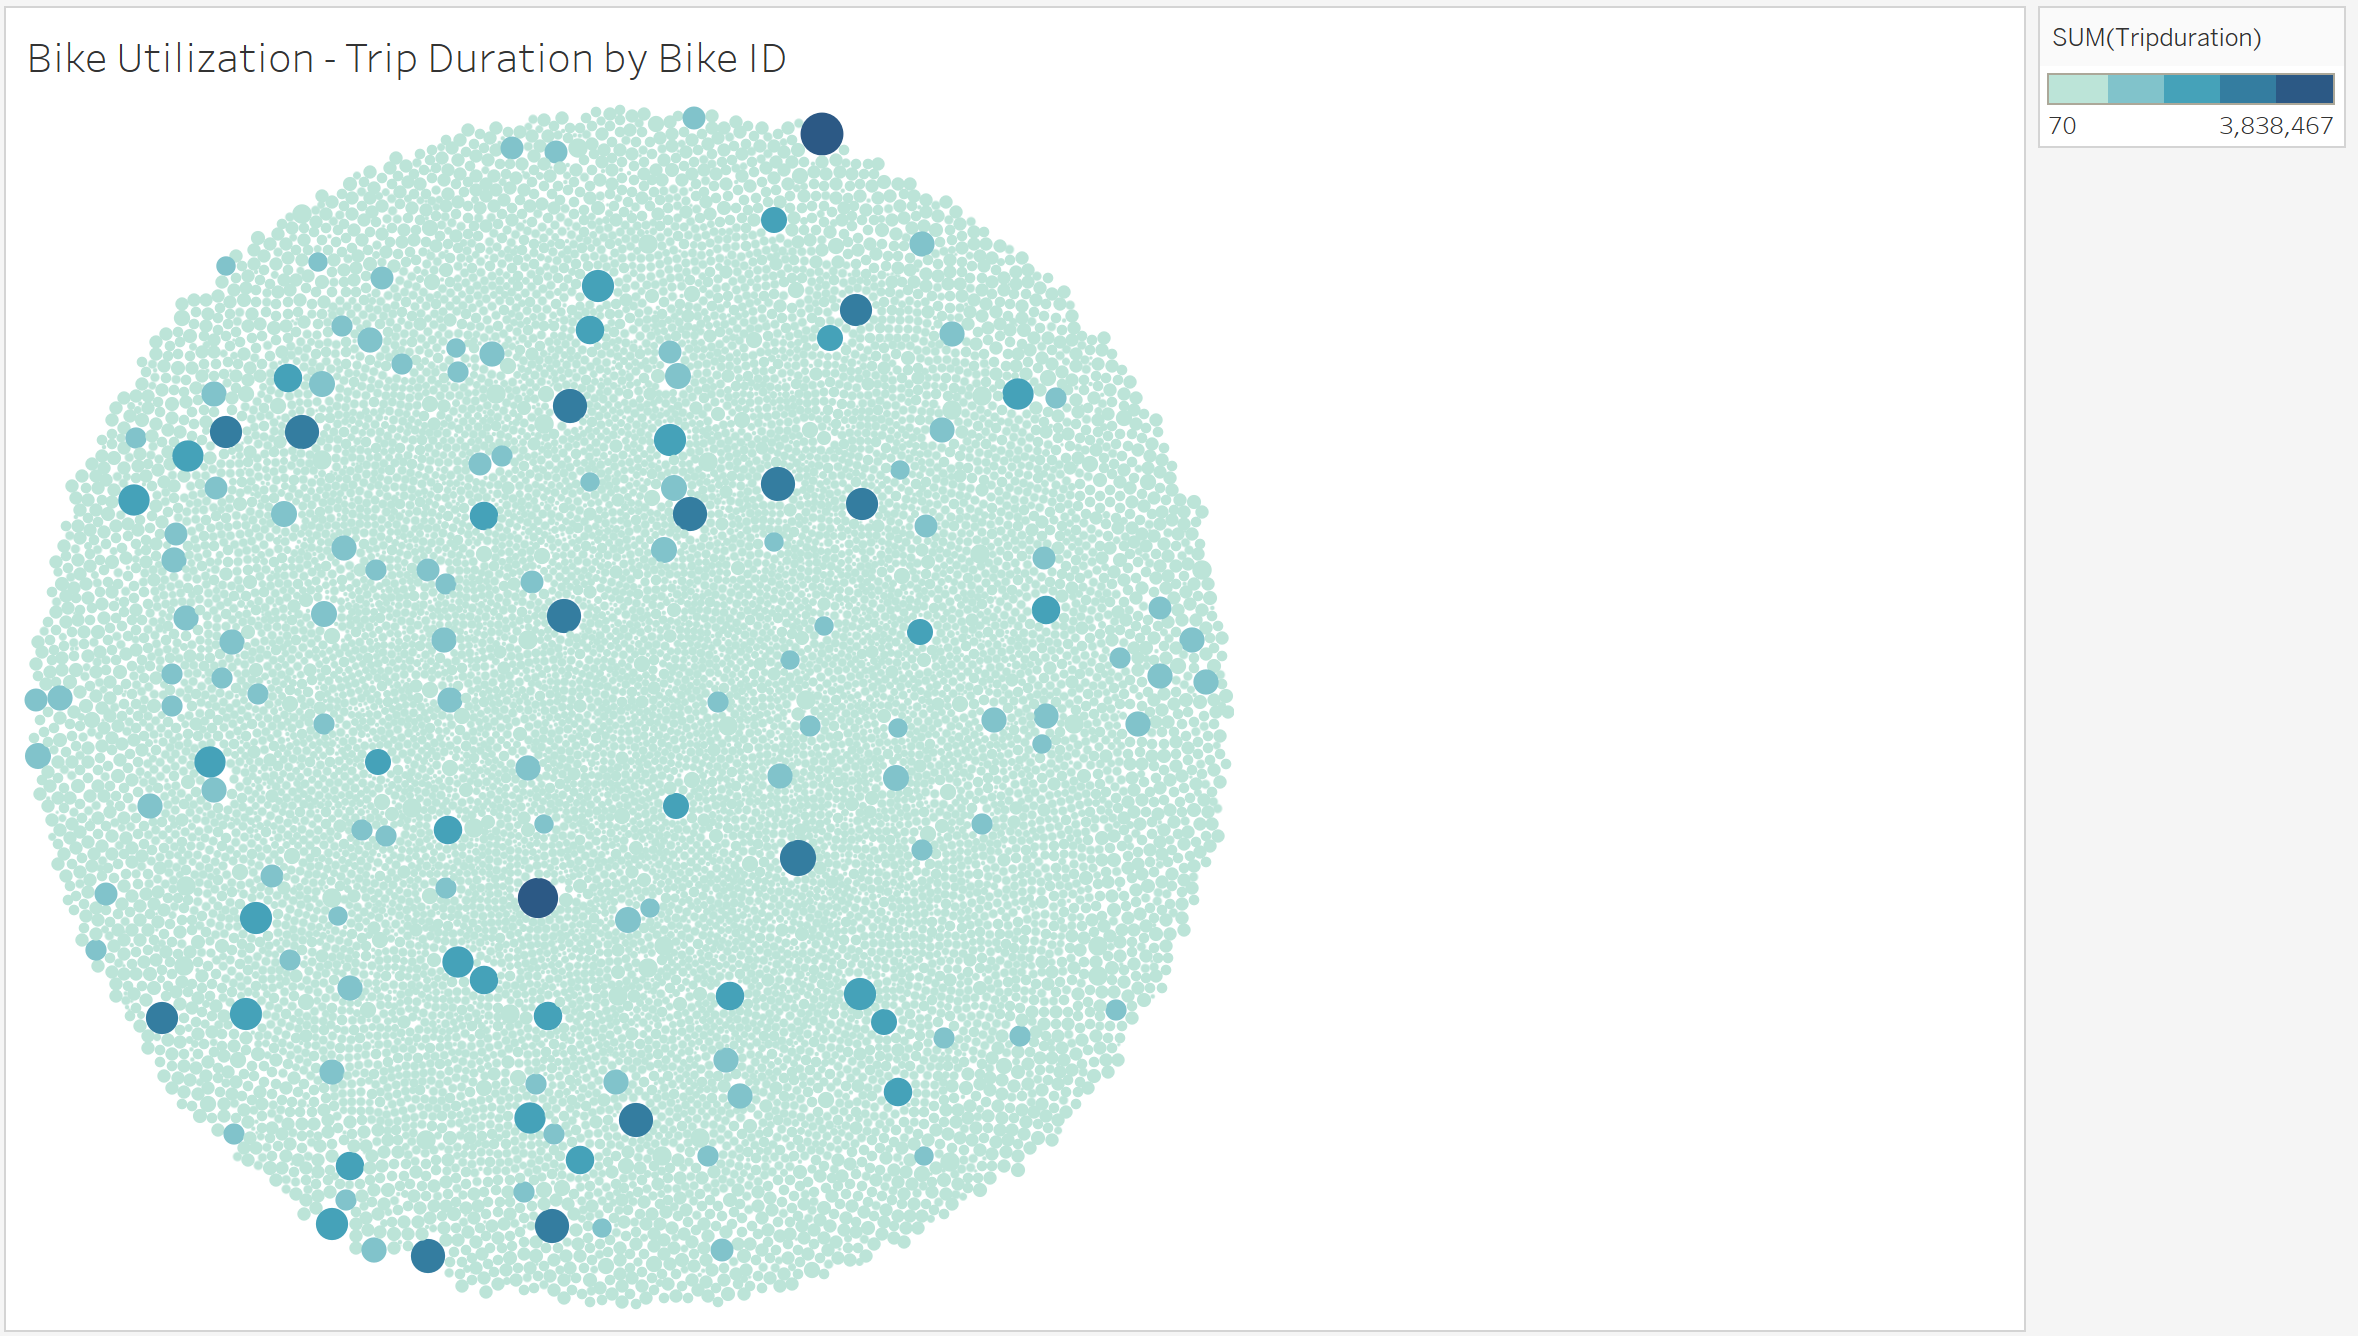 Bike Utilization - Trip Duration by Bike ID
SUM(Tripduration)
70 3,838,467